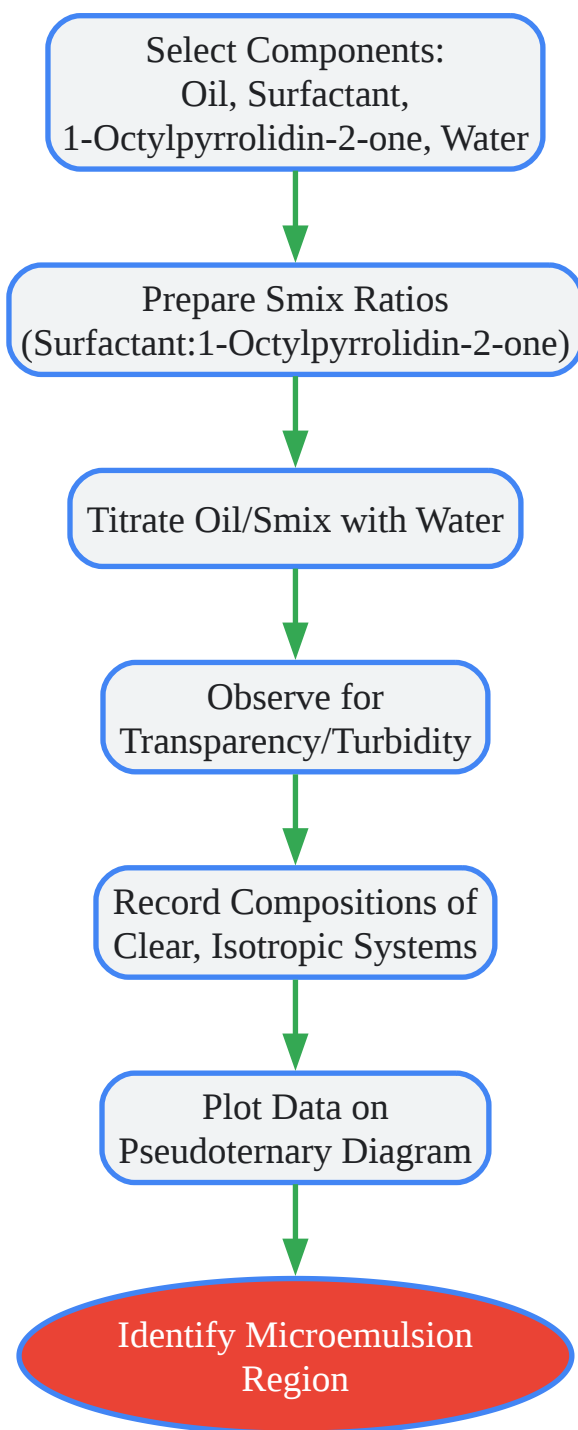 Select Components:
Oil, Surfactant,
1-Octylpyrrolidin-2-one, Water
Prepare Smix Ratios
(Surfactant:1-Octylpyrrolidin-2-one)
Titrate Oil/Smix with Water
Observe for
Transparency/Turbidity
Record Compositions of
Clear, Isotropic Systems
Plot Data on
Pseudoternary Diagram
Identify Microemulsion
Region